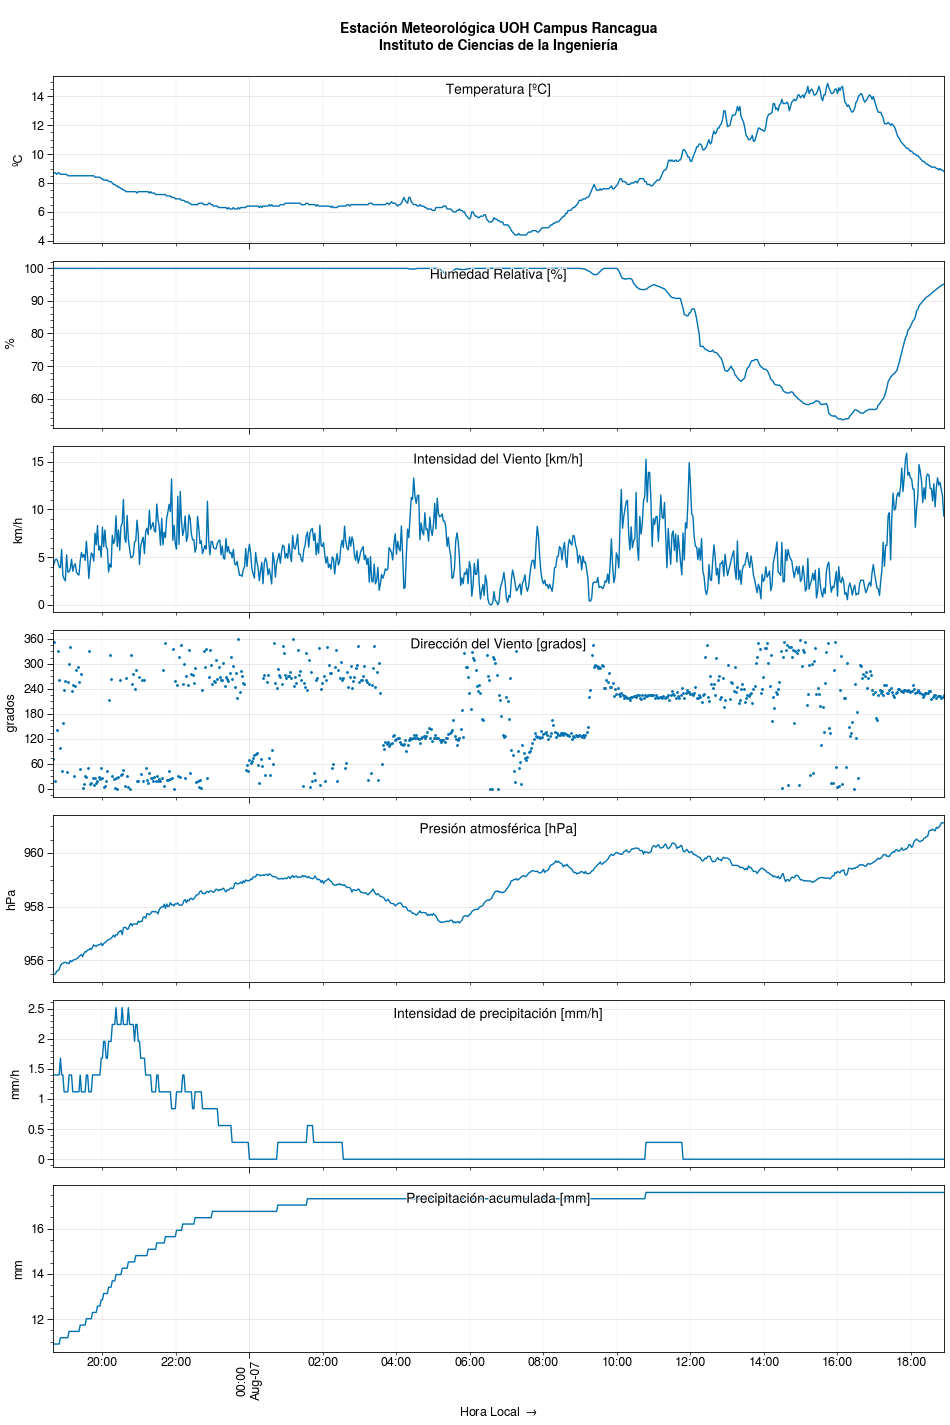 Estación Meteorológica UOH Campus Rancagua
Instituto de Ciencias de la Ingeniería
Temperatura [ºC]
ºC
14
12
10
8
6
4
Humedad Relativa [%]
%
100
90
80
70
60
Intensidad del Viento [km/h]
km/h
15
10
5
0
Dirección del Viento [grados]
grados
360
300
240
180
120
60
0
Presión atmosférica [hPa]
hPa
960
958
956
Intensidad de precipitación [mm/h]
mm/h
2.5
2
1.5
1
0.5
0
Precipitación acumulada [mm]
mm
16
14
12
20:00 22:00 00:00 02:00 04:00 06:00 08:00 10:00 12:00 14:00 16:00 18:00
Aug-07
Hora Local →